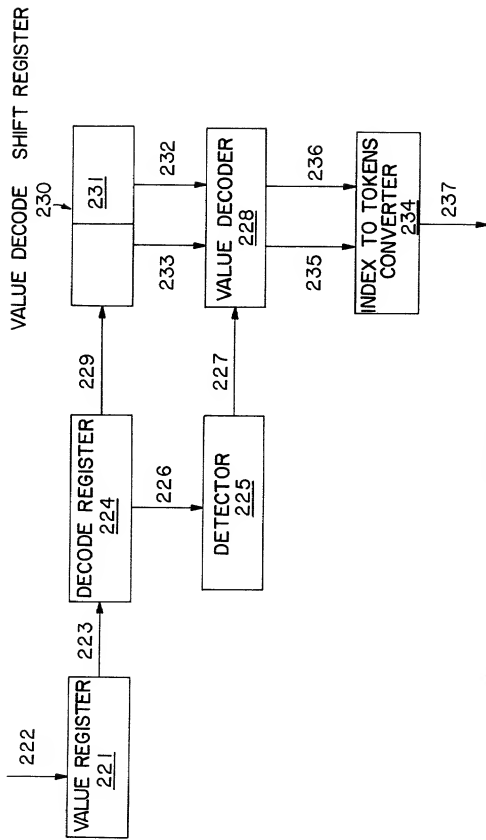 VALUE DECODE SHIFT REGISTER
230
231
222
223
229
232
233
VALUE REGISTER
221
DECODE REGISTER
224
226
DETECTOR
225
227
VALUE DECODER
228
235
236
INDEX TO TOKENS
CONVERTER
234
237